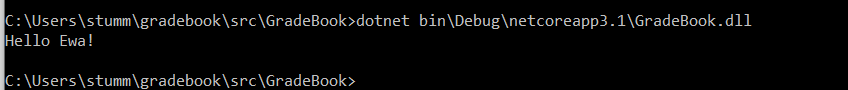 C:\Users\stumm\gradebook\src\GradeBook>dotnet bin\Debug\netcoreapp3.1\GradeBook.dll
Hello Ewa!
C:\Users\stumm\gradebook\src\GradeBook>